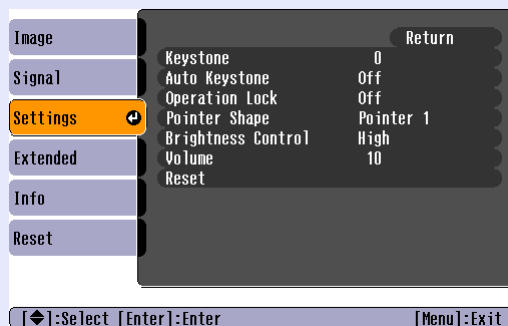 Image
Signal
Settings
Extended
Info
Reset
Return
Keystone 0
Auto Keystone Off
Operation Lock Off
Pointer Shape Pointer 1
Brightness Control High
Volume 10
Reset
[◆]:Select [Enter]:Enter [Menu]:Exit